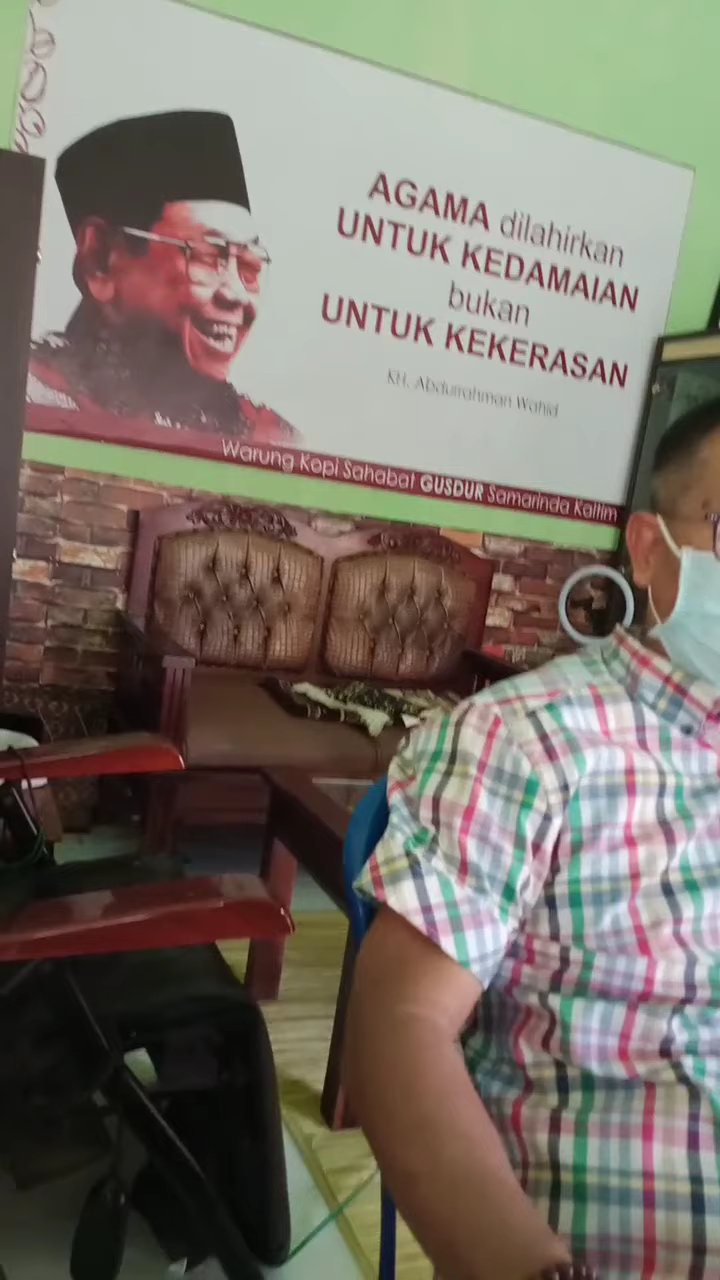 AGAMA dilahirkan
UNTUK KEDAMAIAN
bukan
UNTUK KEKERASAN
KH. Abdurrahman Wahid
Warung Kopi Sahabat GUSDUR Samarinda Kaltim